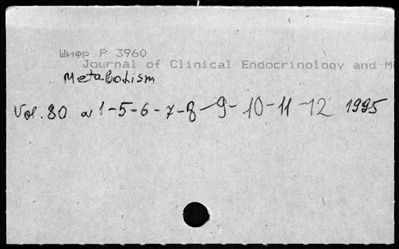 Шифр Р 3960
Journal of Clinical Endocrinology and M
Metabolism
Vol. 80 N 1-5-6-7-8-9-10-11-12 1995